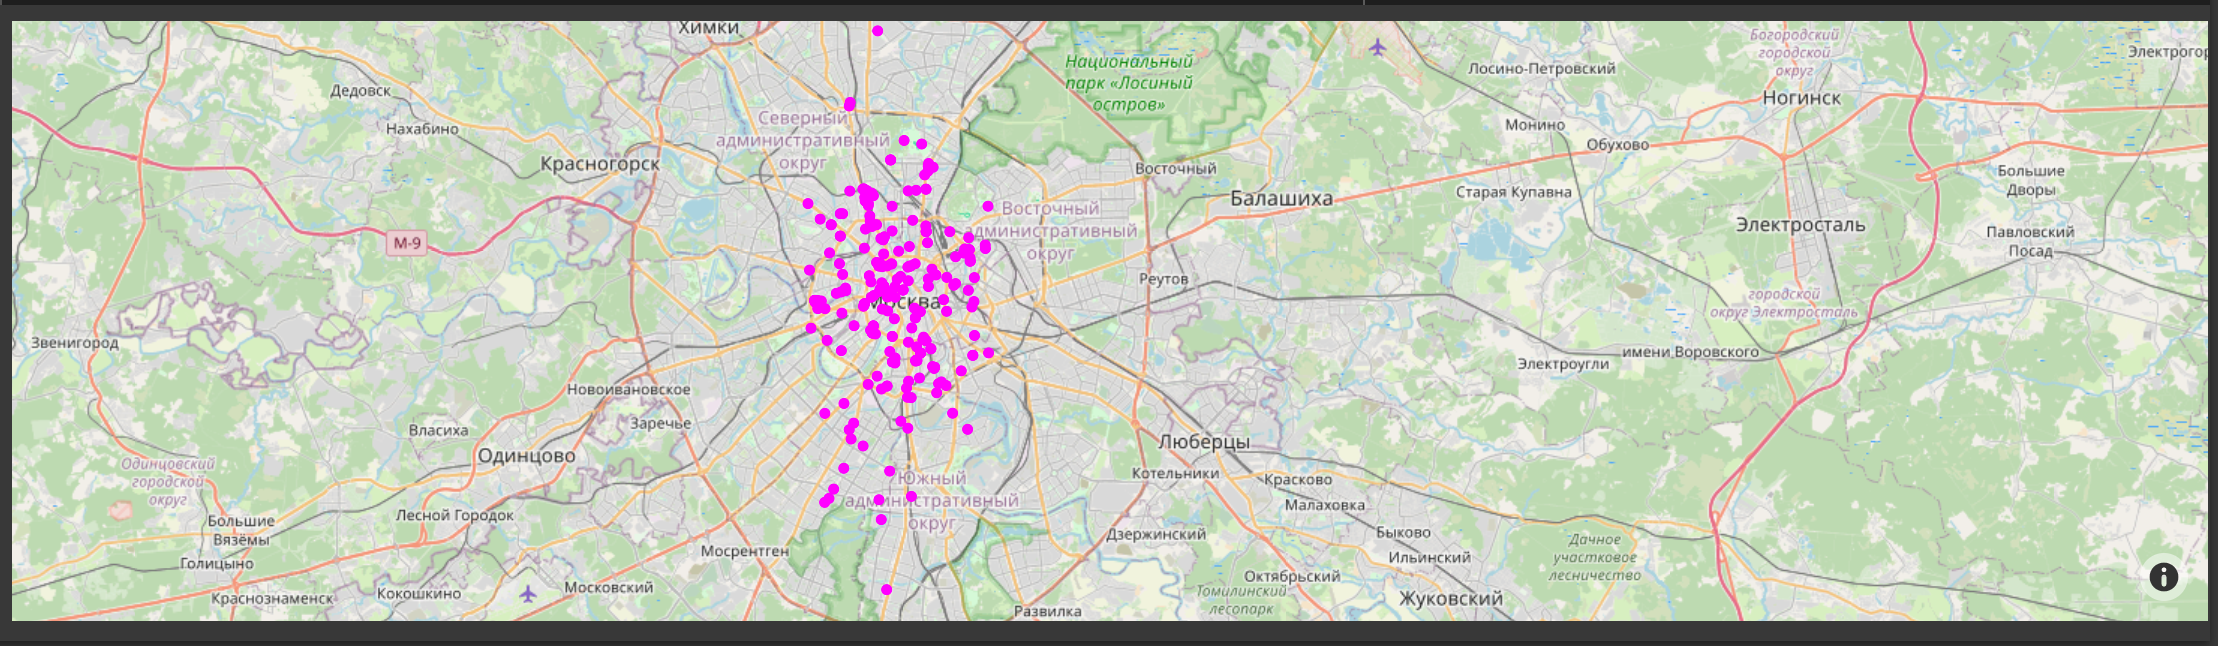 Химки
Национальный
парк «Лосиный
остров»
Богородский
городской
округ
Электрогор
Лосино-Петровский
Дедовск
Ногинск
Северный
административный
округ
Нахабино
Монино
Обухово
Красногорск
Восточный
Большие
Дворы
Балашиха
Старая Купавна
Восточный
административный
округ
Электросталь
Павловский
Посад
М-9
Реутов
городской
округ Электросталь
Москва
Звенигород
имени Воровского
Электроугли
Новоивановское
Заречье
Власиха
Люберцы
Одинцово
Одинцовский
городской
округ
Котельники
Красково
Южный
административный
округ
Малаховка
Лесной Городок
Большие
Вязёмы
Дзержинский
Быково
Дачное
участковое
лесничество
Мосрентген
Ильинский
Голицыно
Октябрьский
Московский
Кокошкино
Краснознаменск
Томилинский
лесопарк
Жуковский
Развилка